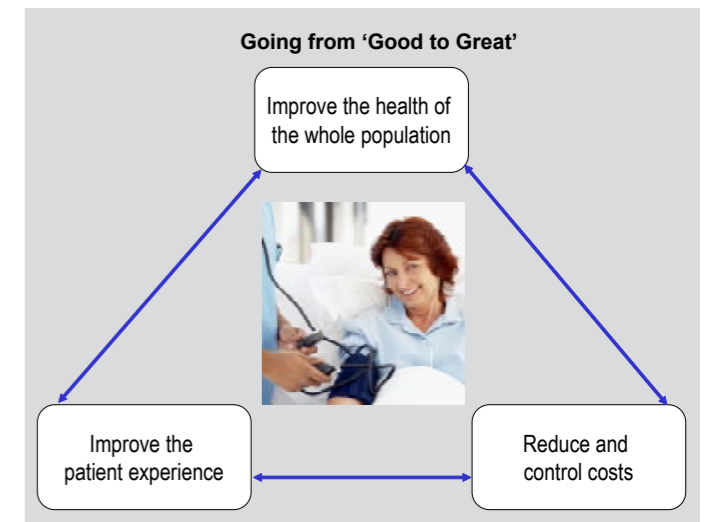 Going from ‘Good to Great’
Improve the health of
the whole population
Improve the
patient experience
Reduce and
control costs